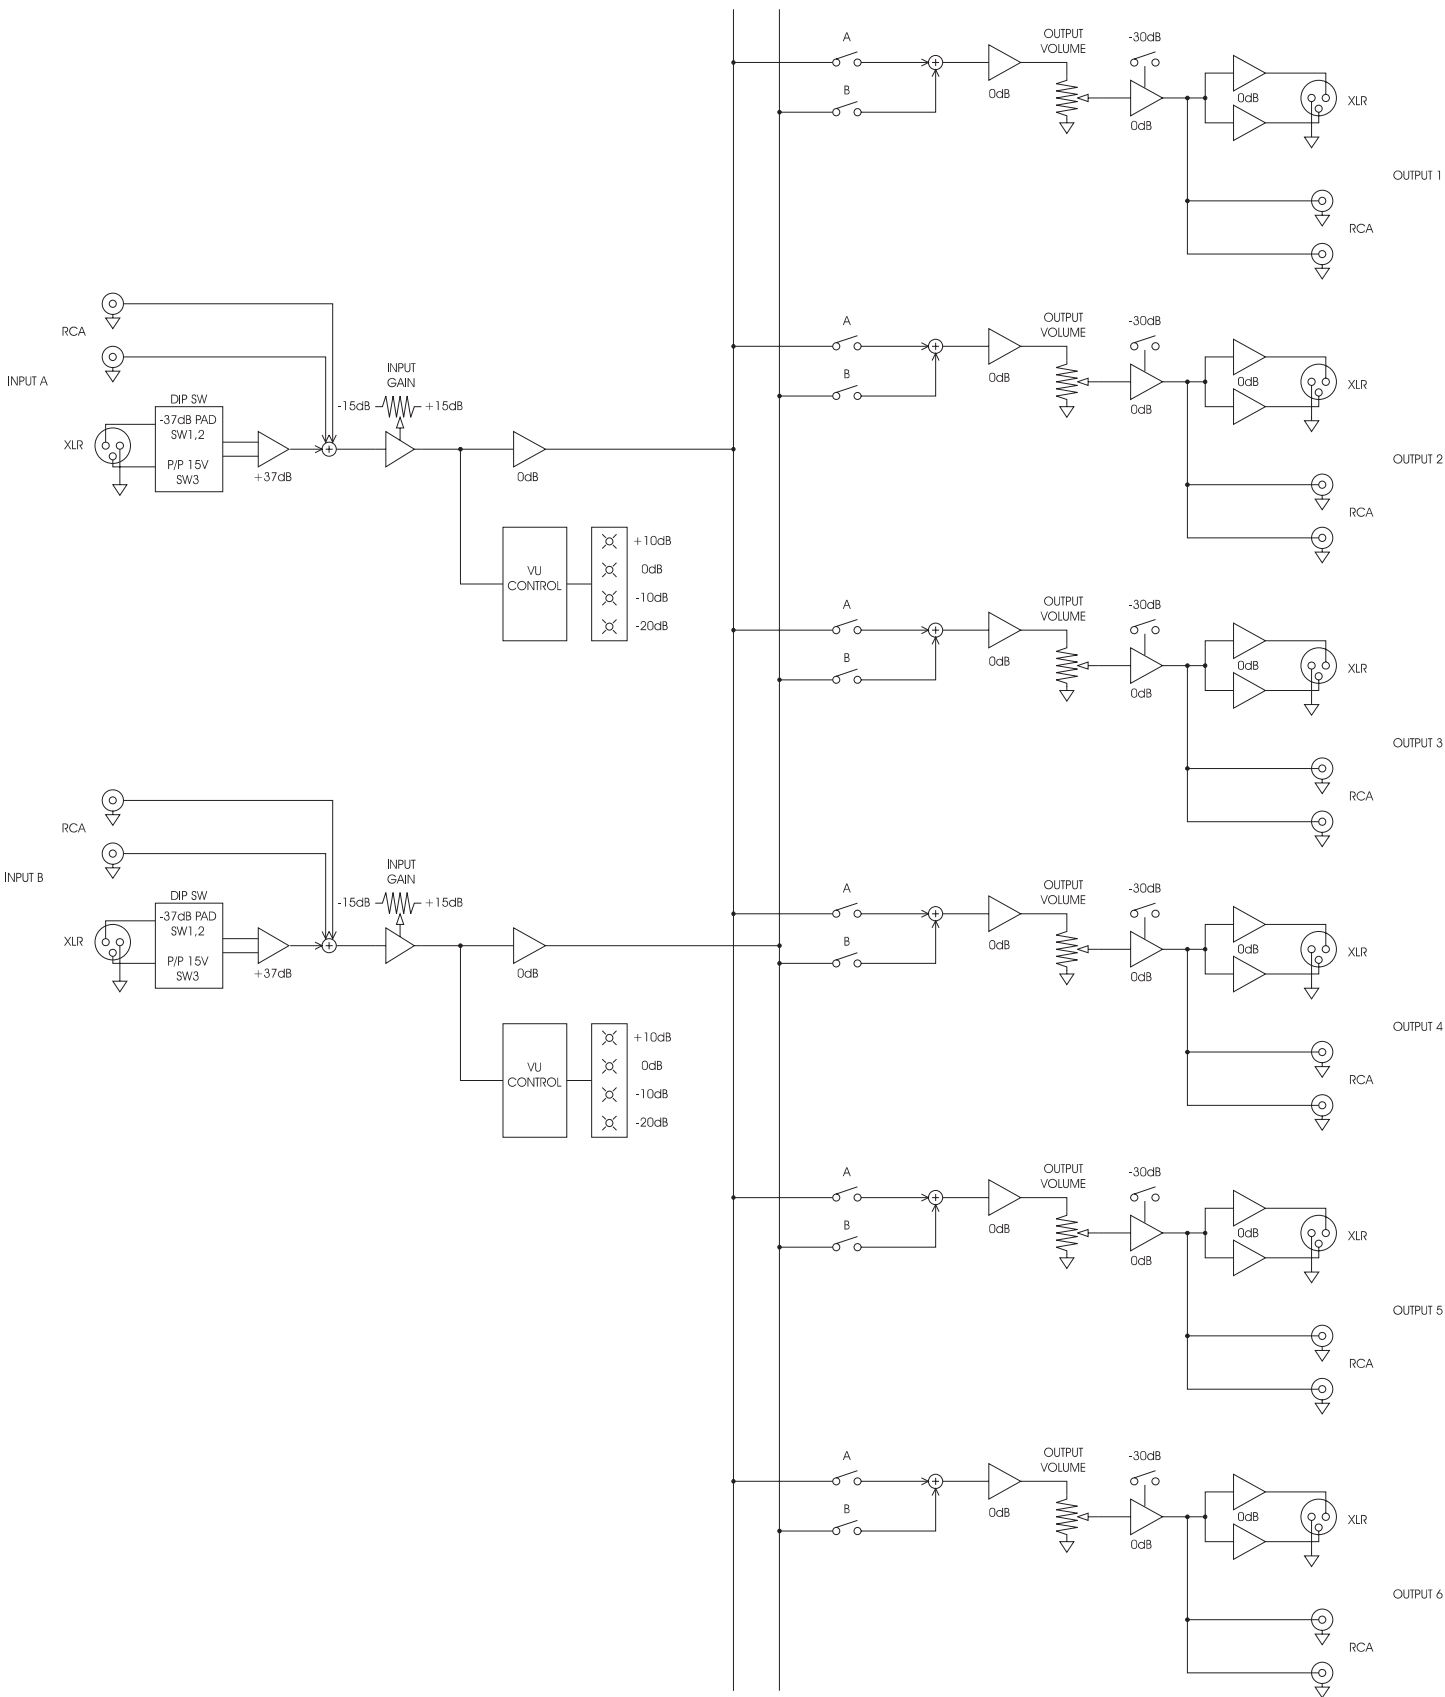 A
B
0dB
OUTPUT
VOLUME
-30dB
0dB
0dB
XLR
OUTPUT 1
RCA
A
B
0dB
OUTPUT
VOLUME
-30dB
0dB
0dB
XLR
OUTPUT 2
RCA
INPUT A
RCA
XLR
DIP SW
-37dB PAD
SW1,2
P/P 15V
SW3
+37dB
INPUT
GAIN
-15dB
+15dB
0dB
VU
CONTROL
+10dB
0dB
-10dB
-20dB
A
B
0dB
OUTPUT
VOLUME
-30dB
0dB
0dB
XLR
OUTPUT 3
RCA
INPUT B
RCA
XLR
DIP SW
-37dB PAD
SW1,2
P/P 15V
SW3
+37dB
INPUT
GAIN
-15dB
+15dB
0dB
VU
CONTROL
+10dB
0dB
-10dB
-20dB
A
B
0dB
OUTPUT
VOLUME
-30dB
0dB
0dB
XLR
OUTPUT 4
RCA
A
B
0dB
OUTPUT
VOLUME
-30dB
0dB
0dB
XLR
OUTPUT 5
RCA
A
B
0dB
OUTPUT
VOLUME
-30dB
0dB
0dB
XLR
OUTPUT 6
RCA